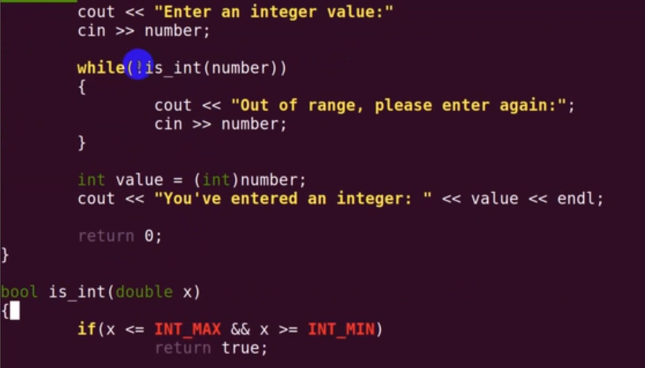 cout << "Enter an integer value:"
cin >> number;
while(!is_int(number))
{
cout << "Out of range, please enter again:";
cin >> number;
}
int value = (int)number;
cout << "You've entered an integer: " << value << endl;
return 0;
}
bool is_int(double x)
{
if(x <= INT_MAX && x >= INT_MIN)
return true;